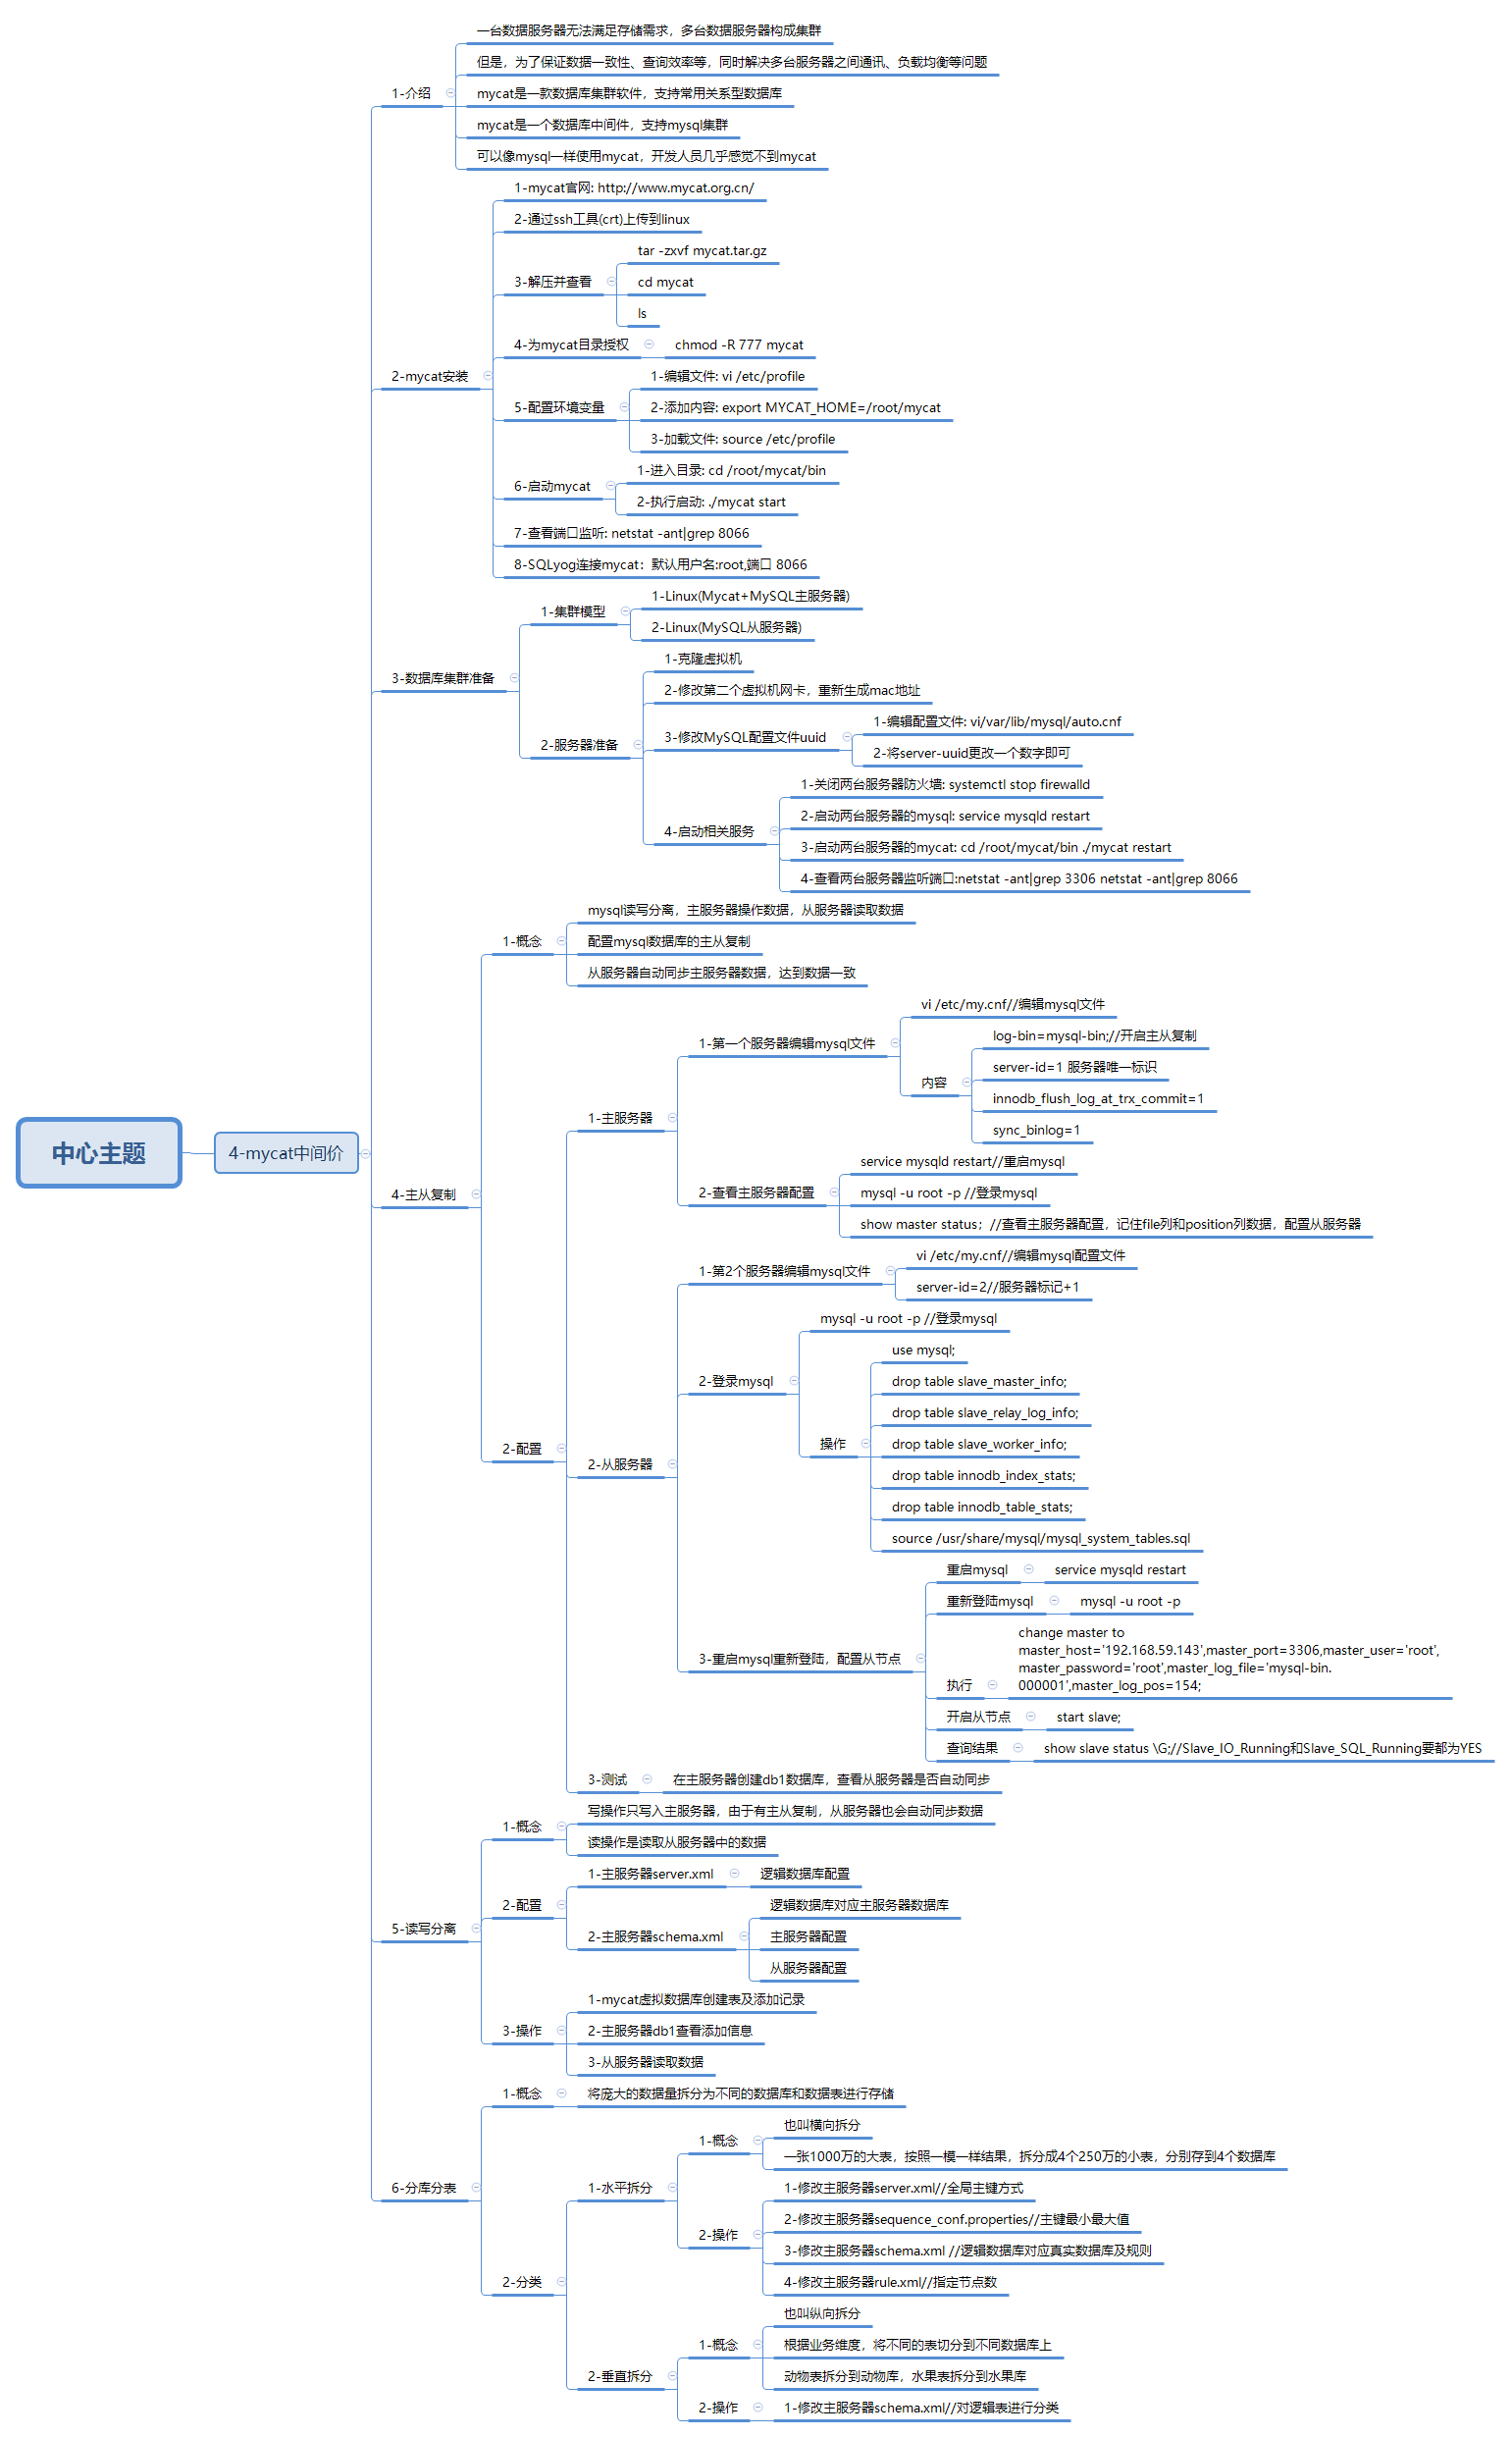 中心主题
4-mycat中间价
1-介绍
一台数据服务器无法满足存储需求，多台数据服务器构成集群
但是，为了保证数据一致性、查询效率等，同时解决多台服务器之间通讯、负载均衡等问题
mycat是一款数据库集群软件，支持常用关系型数据库
mycat是一个数据库中间件，支持mysql集群
可以像mysql一样使用mycat，开发人员几乎感觉不到mycat
2-mycat安装
1-mycat官网: http://www.mycat.org.cn/
2-通过ssh工具(crt)上传到linux
3-解压并查看
tar -zxvf mycat.tar.gz
cd mycat
ls
4-为mycat目录授权
chmod -R 777 mycat
5-配置环境变量
1-编辑文件: vi /etc/profile
2-添加内容: export MYCAT_HOME=/root/mycat
3-加载文件: source /etc/profile
6-启动mycat
1-进入目录: cd /root/mycat/bin
2-执行启动: ./mycat start
7-查看端口监听: netstat -ant|grep 8066
8-SQLyog连接mycat：默认用户名:root,端口 8066
3-数据库集群准备
1-集群模型
1-Linux(Mycat+MySQL主服务器)
2-Linux(MySQL从服务器)
2-服务器准备
1-克隆虚拟机
2-修改第二个虚拟机网卡，重新生成mac地址
3-修改MySQL配置文件uuid
1-编辑配置文件: vi/var/lib/mysql/auto.cnf
2-将server-uuid更改一个数字即可
4-启动相关服务
1-关闭两台服务器防火墙: systemctl stop firewalld
2-启动两台服务器的mysql: service mysqld restart
3-启动两台服务器的mycat: cd /root/mycat/bin ./mycat restart
4-查看两台服务器监听端口:netstat -ant|grep 3306 netstat -ant|grep 8066
4-主从复制
1-概念
mysql读写分离，主服务器操作数据，从服务器读取数据
配置mysql数据库的主从复制
从服务器自动同步主服务器数据，达到数据一致
2-配置
1-主服务器
1-第一个服务器编辑mysql文件
vi /etc/my.cnf//编辑mysql文件
内容
log-bin=mysql-bin;//开启主从复制
server-id=1 服务器唯一标识
innodb_flush_log_at_trx_commit=1
sync_binlog=1
2-查看主服务器配置
service mysqld restart//重启mysql
mysql -u root -p //登录mysql
show master status；//查看主服务器配置，记住file列和position列数据，配置从服务器
2-从服务器
1-第2个服务器编辑mysql文件
vi /etc/my.cnf//编辑mysql配置文件
server-id=2//服务器标记+1
2-登录mysql
mysql -u root -p //登录mysql
操作
use mysql;
drop table slave_master_info;
drop table slave_relay_log_info;
drop table slave_worker_info;
drop table innodb_index_stats;
drop table innodb_table_stats;
source /usr/share/mysql/mysql_system_tables.sql
3-重启mysql重新登陆，配置从节点
重启mysql
service mysqld restart
重新登陆mysql
mysql -u root -p
执行
change master to
master_host='192.168.59.143',master_port=3306,master_user='root',
master_password='root',master_log_file='mysql-bin.
000001',master_log_pos=154;
开启从节点
start slave;
查询结果
show slave status \G;//Slave_IO_Running和Slave_SQL_Running要都为YES
3-测试
在主服务器创建db1数据库，查看从服务器是否自动同步
5-读写分离
1-概念
写操作只写入主服务器，由于有主从复制，从服务器也会自动同步数据
读操作是读取从服务器中的数据
2-配置
1-主服务器server.xml
逻辑数据库配置
2-主服务器schema.xml
逻辑数据库对应主服务器数据库
主服务器配置
从服务器配置
3-操作
1-mycat虚拟数据库创建表及添加记录
2-主服务器db1查看添加信息
3-从服务器读取数据
6-分库分表
1-概念
将庞大的数据量拆分为不同的数据库和数据表进行存储
2-分类
1-水平拆分
1-概念
也叫横向拆分
一张1000万的大表，按照一模一样结果，拆分成4个250万的小表，分别存到4个数据库
2-操作
1-修改主服务器server.xml//全局主键方式
2-修改主服务器sequence_conf.properties//主键最小最大值
3-修改主服务器schema.xml //逻辑数据库对应真实数据库及规则
4-修改主服务器rule.xml//指定节点数
2-垂直拆分
1-概念
也叫纵向拆分
根据业务维度，将不同的表切分到不同数据库上
动物表拆分到动物库，水果表拆分到水果库
2-操作
1-修改主服务器schema.xml//对逻辑表进行分类